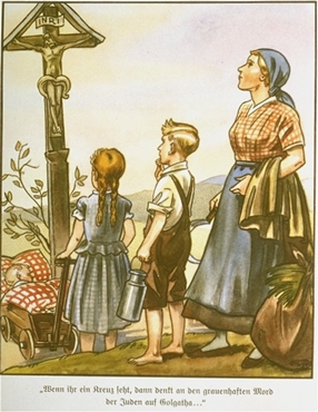 INRI
„Wenn ihr ein Kreuz seht, dann denkt an den grauenhaften Mord
der Juden auf Golgatha..."